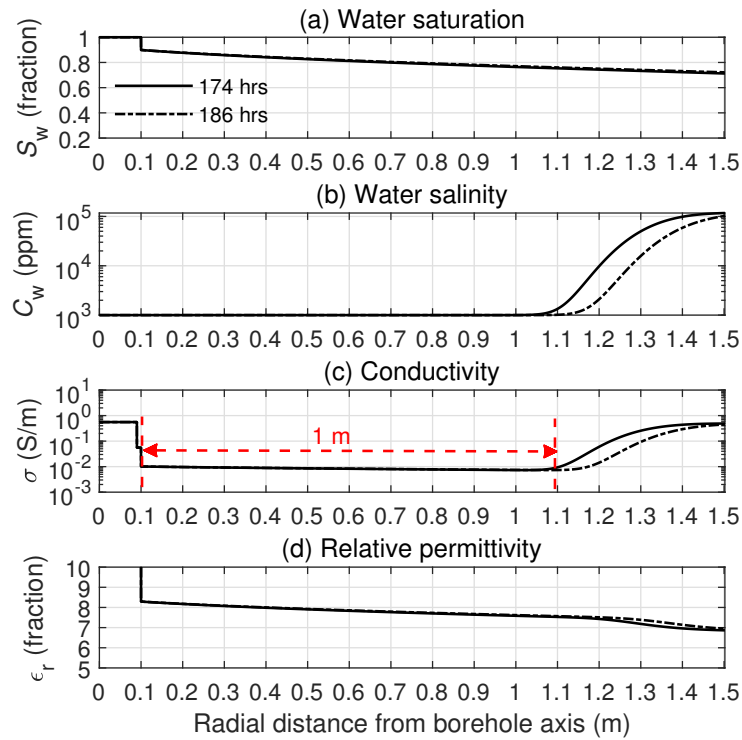 (a) Water saturation
1
0.8
0.6
0.4
0.2
S_w (fraction)
174 hrs
186 hrs
0 0.1 0.2 0.3 0.4 0.5 0.6 0.7 0.8 0.9 1 1.1 1.2 1.3 1.4 1.5
(b) Water salinity
10^5
10^4
10^3
C_w (ppm)
0 0.1 0.2 0.3 0.4 0.5 0.6 0.7 0.8 0.9 1 1.1 1.2 1.3 1.4 1.5
(c) Conductivity
10^1
10^0
10^-1
10^-2
10^-3
σ (S/m)
1 m
0 0.1 0.2 0.3 0.4 0.5 0.6 0.7 0.8 0.9 1 1.1 1.2 1.3 1.4 1.5
(d) Relative permittivity
10
9
8
7
6
5
ϵ_r (fraction)
0 0.1 0.2 0.3 0.4 0.5 0.6 0.7 0.8 0.9 1 1.1 1.2 1.3 1.4 1.5
Radial distance from borehole axis (m)